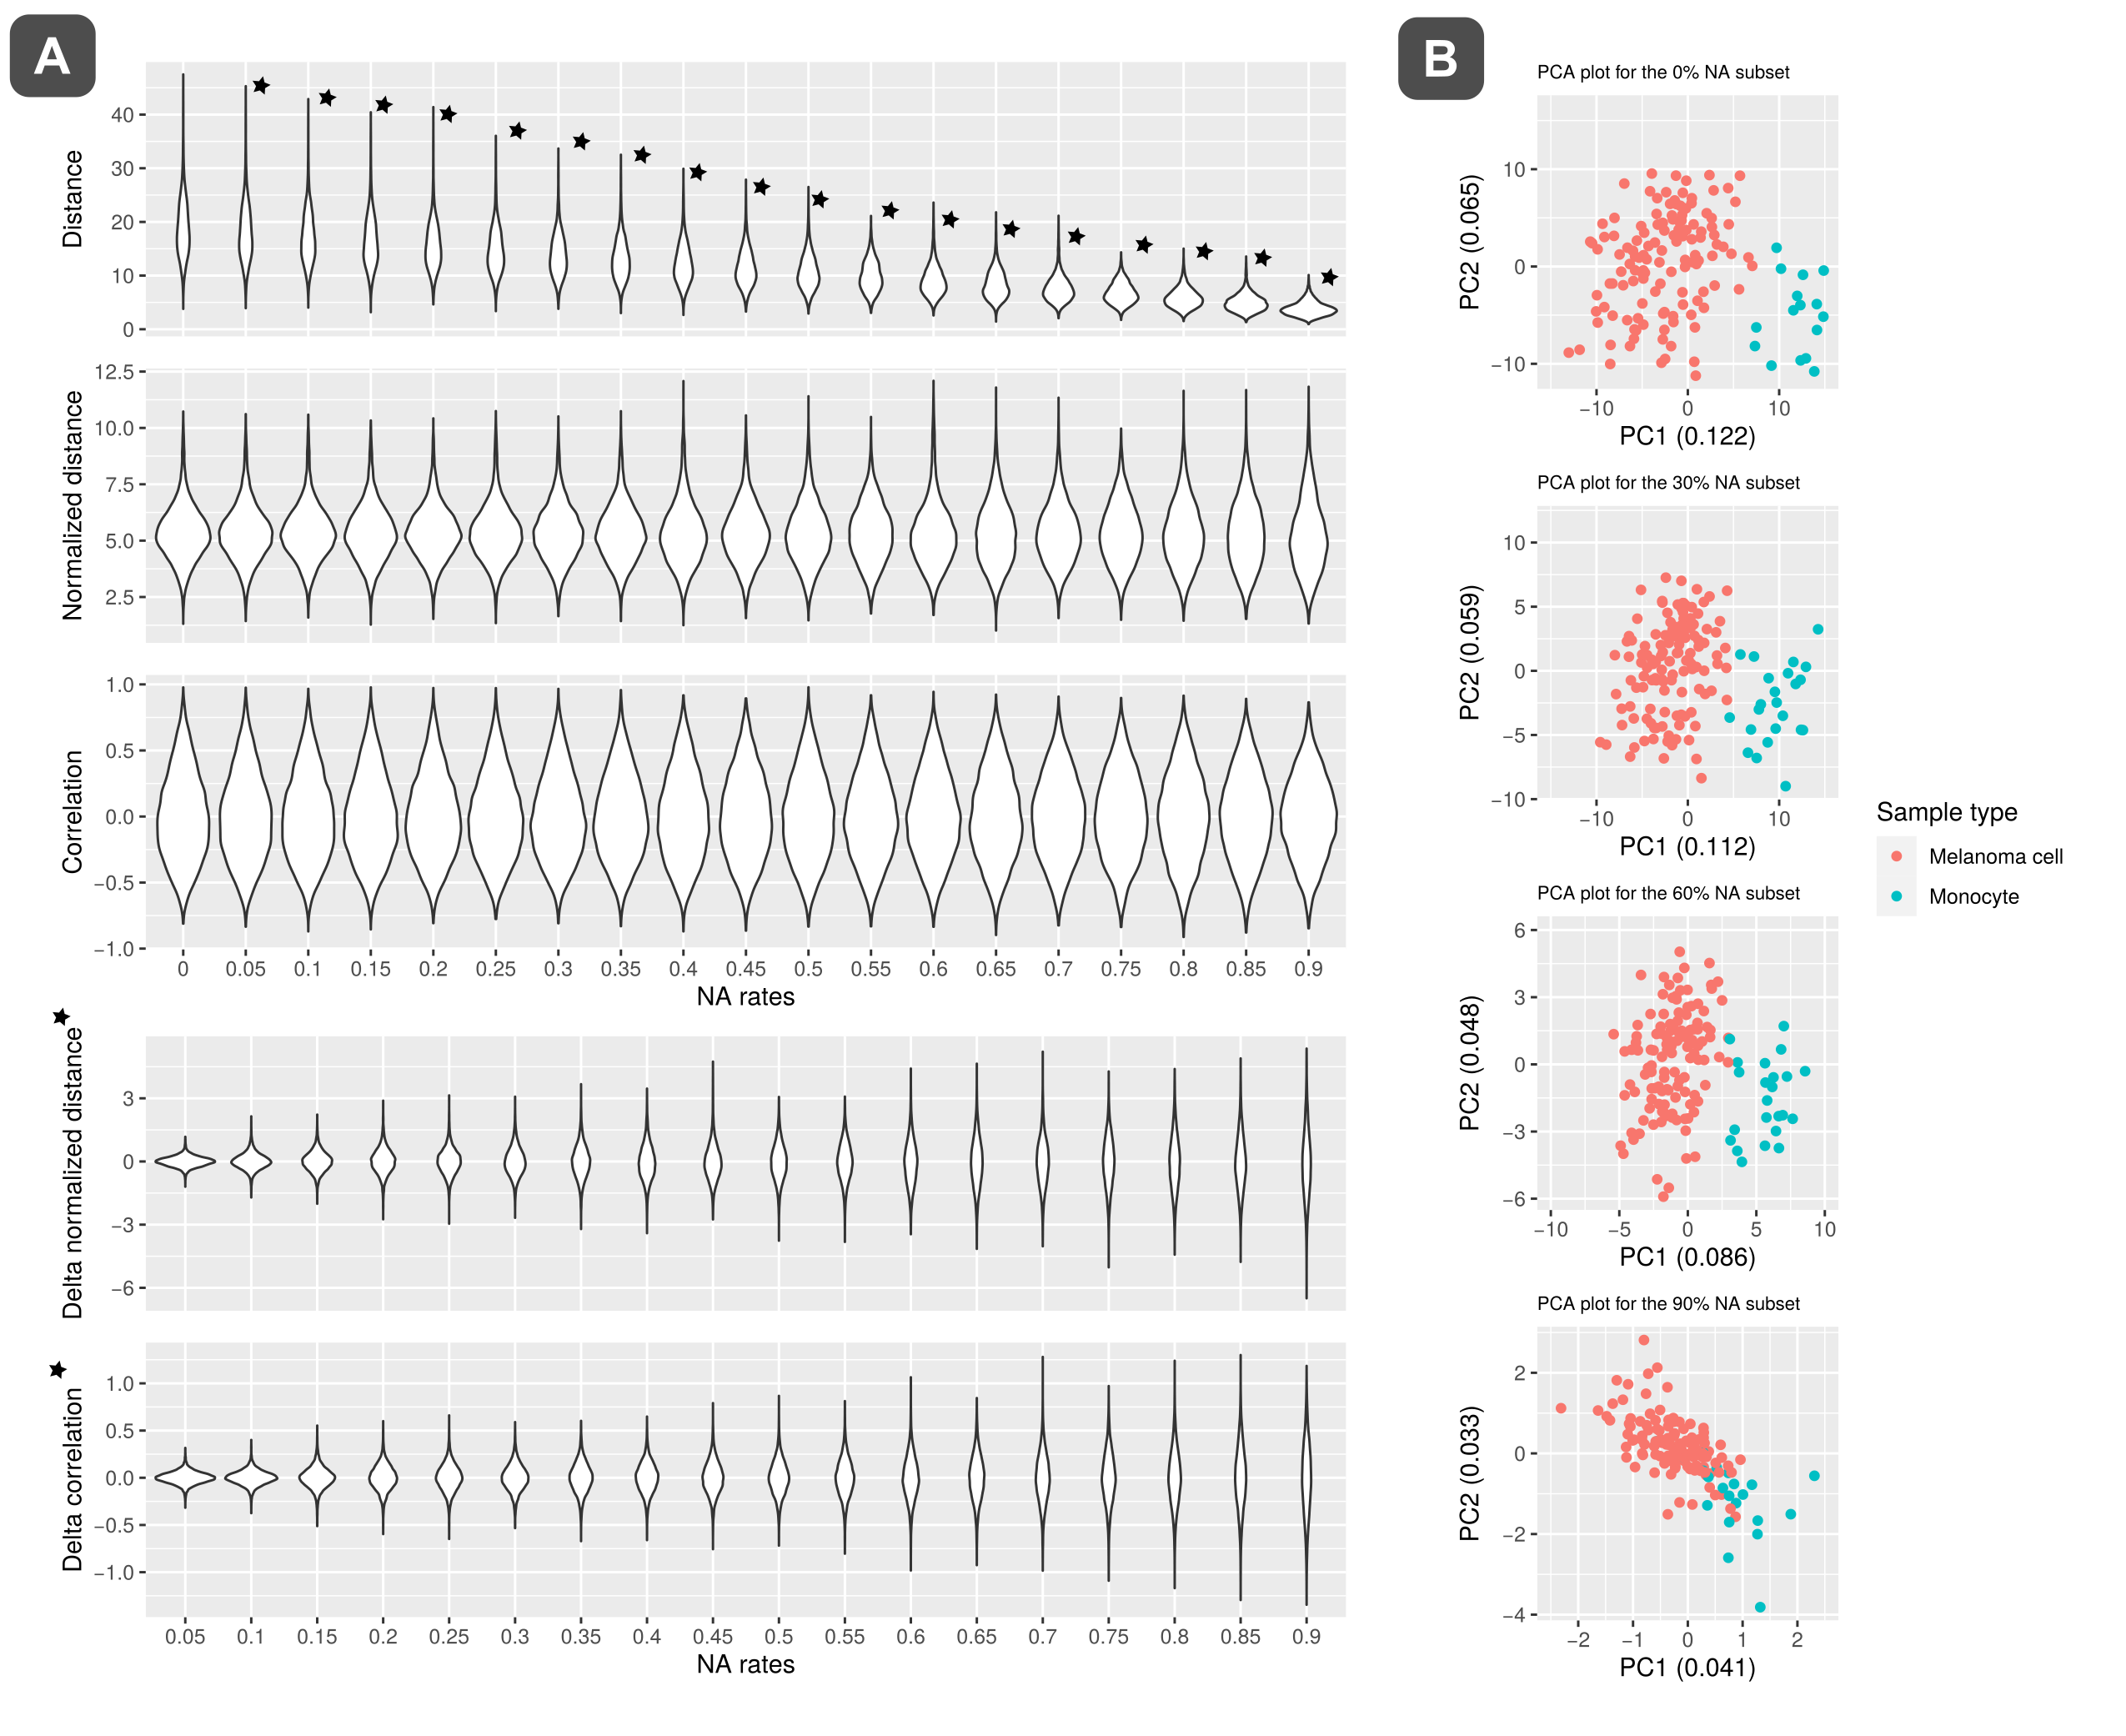 A
Distance
40
30
20
10
0
Normalized distance
12.5
10.0
7.5
5.0
2.5
Correlation
1.0
0.5
0.0
−0.5
−1.0
0 0.05 0.1 0.15 0.2 0.25 0.3 0.35 0.4 0.45 0.5 0.55 0.6 0.65 0.7 0.75 0.8 0.85 0.9
NA rates
Delta normalized distance
3
0
−3
−6
Delta correlation
1.0
0.5
0.0
−0.5
−1.0
0.05 0.1 0.15 0.2 0.25 0.3 0.35 0.4 0.45 0.5 0.55 0.6 0.65 0.7 0.75 0.8 0.85 0.9
NA rates
B
PCA plot for the 0% NA subset
PC2 (0.065)
10
0
−10
−10 0 10
PC1 (0.122)
PCA plot for the 30% NA subset
PC2 (0.059)
10
5
0
−5
−10
−10 0 10
PC1 (0.112)
PCA plot for the 60% NA subset
PC2 (0.048)
6
3
0
−3
−6
−10 −5 0 5 10
PC1 (0.086)
PCA plot for the 90% NA subset
PC2 (0.033)
2
0
−2
−4
−2 −1 0 1 2
PC1 (0.041)
Sample type
Melanoma cell
Monocyte